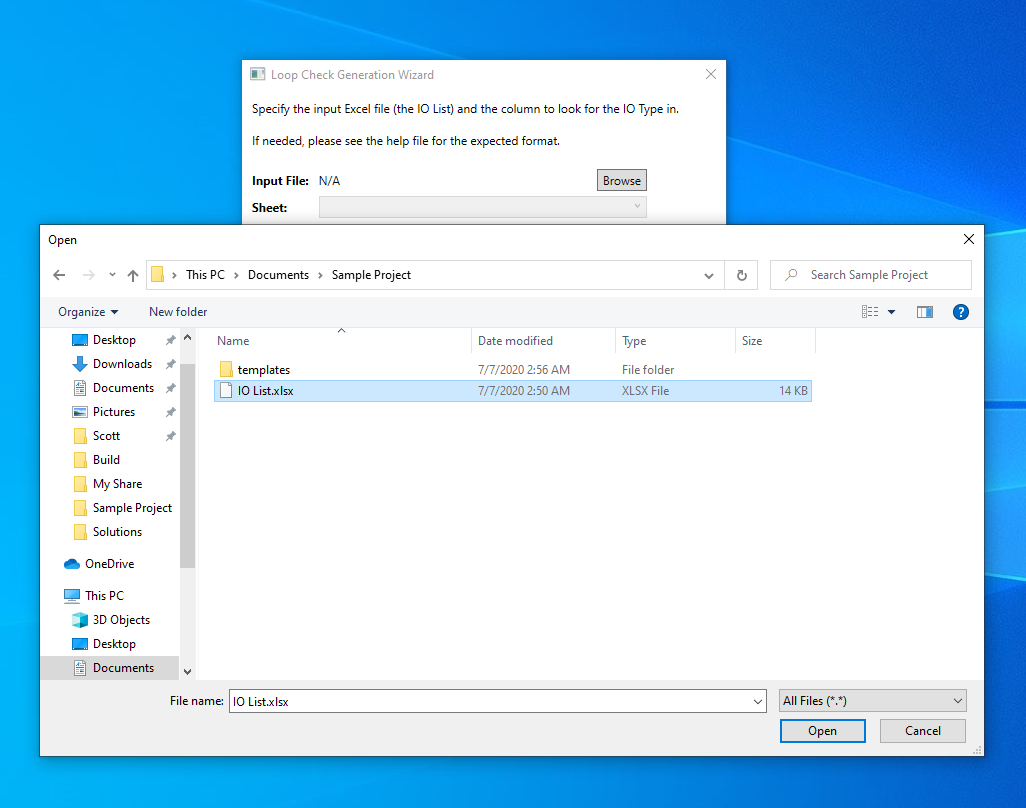 Loop Check Generation Wizard
Specify the input Excel file (the IO List) and the column to look for the IO Type in.
If needed, please see the help file for the expected format.
Input File: N/A Browse
Sheet:
Open
This PC Documents Sample Project Search Sample Project
Organize New folder ?
Desktop
Downloads
Documents
Pictures
Scott
Build
My Share
Sample Project
Solutions
OneDrive
This PC
3D Objects
Desktop
Documents
Name Date modified Type Size
templates 7/7/2020 2:56 AM File folder
IO List.xlsx 7/7/2020 2:50 AM XLSX File 14 KB
File name: IO List.xlsx All Files (*.*)
Open Cancel